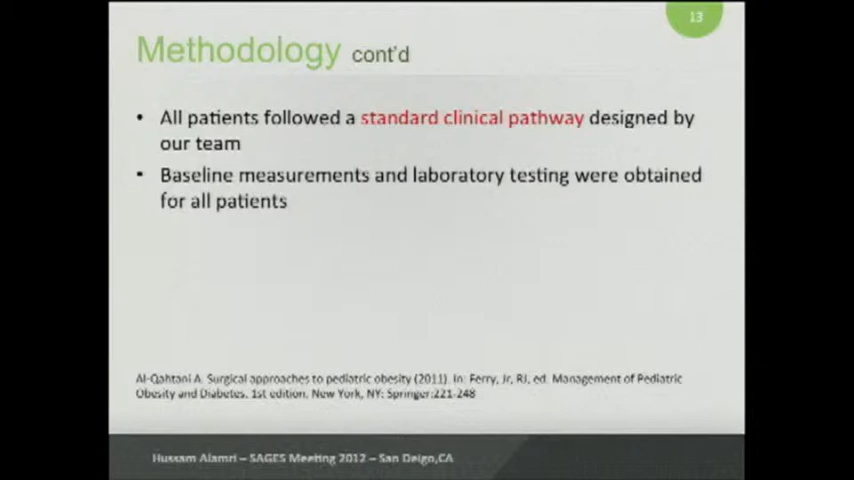 13
Methodology cont'd
• All patients followed a standard clinical pathway designed by
our team
• Baseline measurements and laboratory testing were obtained
for all patients
Al-Qahtani A. Surgical approaches to pediatric obesity (2011). In: Ferry, Jr, RJ, ed. Management of Pediatric
Obesity and Diabetes. 1st edition. New York, NY: Springer:221-248
Hussam Alamri – SAGES Meeting 2012 – San Deigo,CA